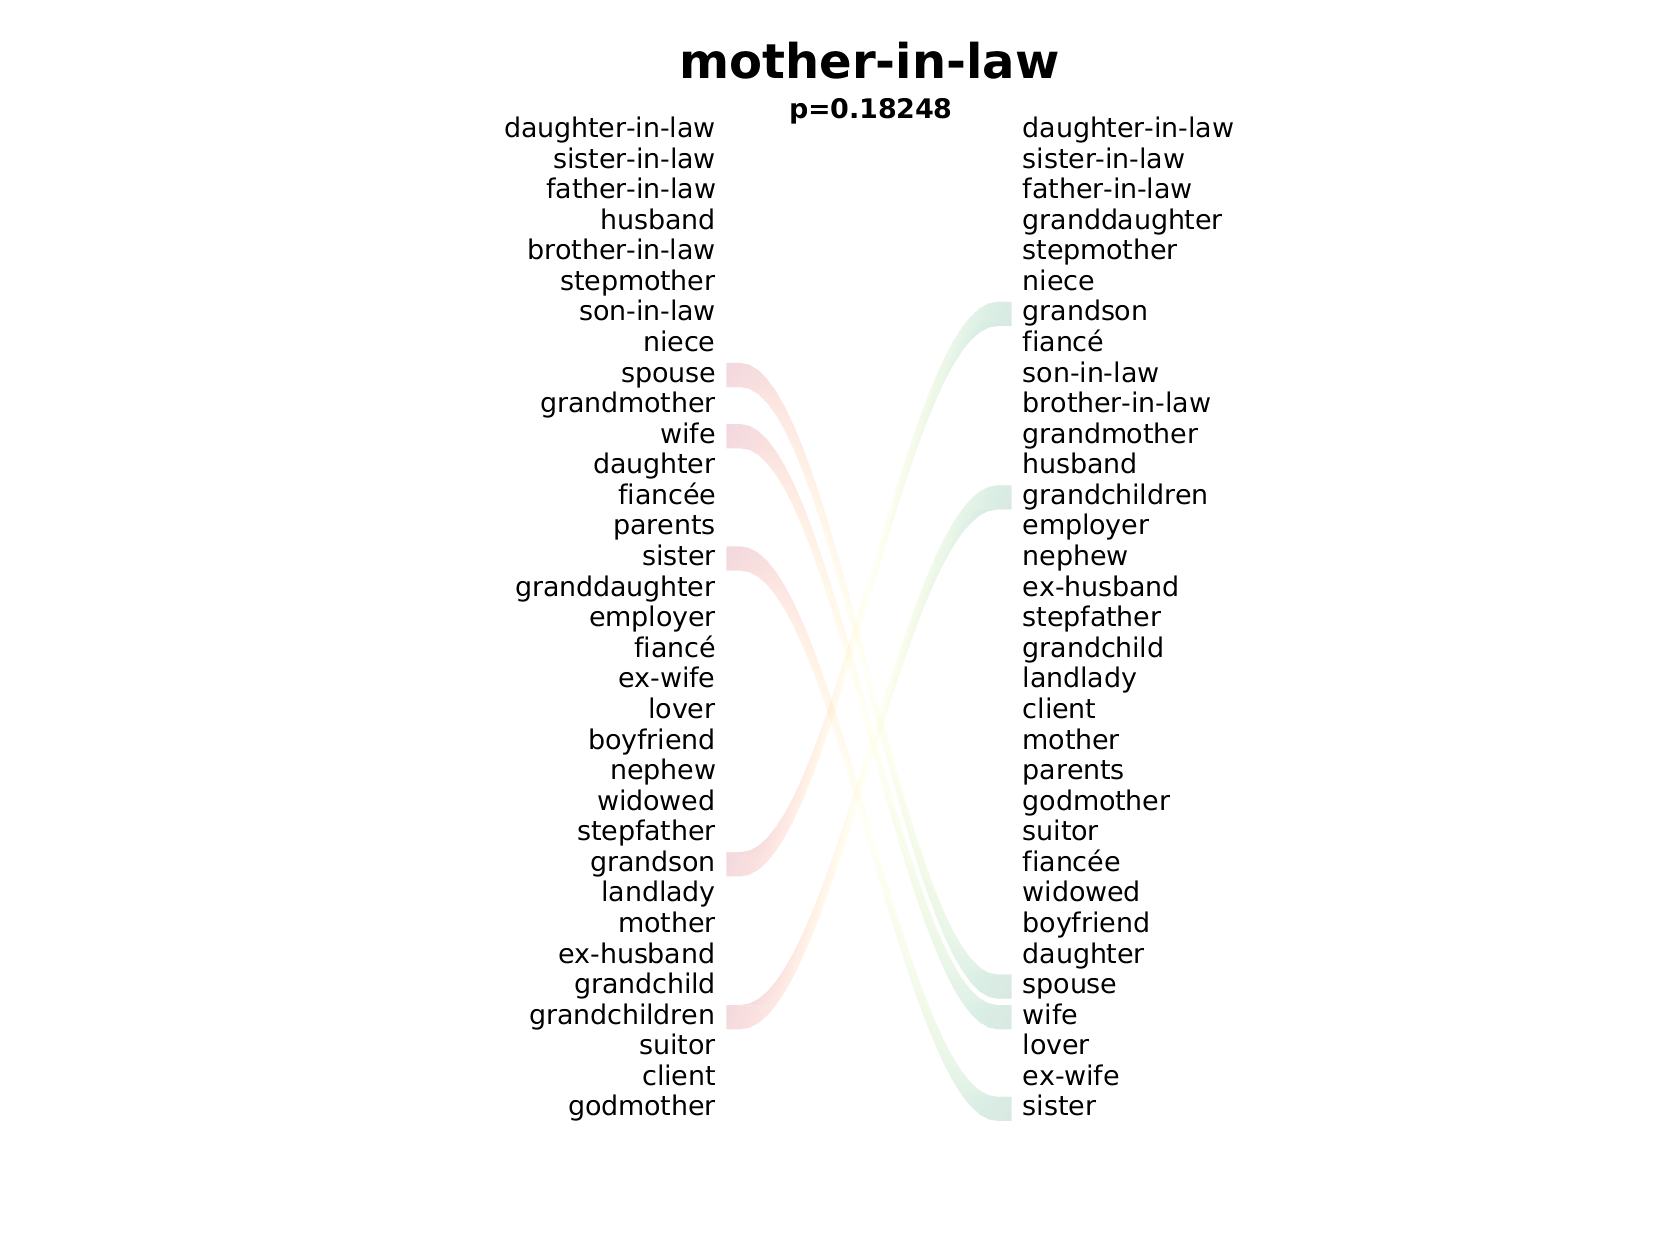 mother-in-law
p=0.18248
daughter-in-law
sister-in-law
father-in-law
husband
brother-in-law
stepmother
son-in-law
niece
spouse
grandmother
wife
daughter
fiancée
parents
sister
granddaughter
employer
fiancé
ex-wife
lover
boyfriend
nephew
widowed
stepfather
grandson
landlady
mother
ex-husband
grandchild
grandchildren
suitor
client
godmother
daughter-in-law
sister-in-law
father-in-law
granddaughter
stepmother
niece
grandson
fiancé
son-in-law
brother-in-law
grandmother
husband
grandchildren
employer
nephew
ex-husband
stepfather
grandchild
landlady
client
mother
parents
godmother
suitor
fiancée
widowed
boyfriend
daughter
spouse
wife
lover
ex-wife
sister